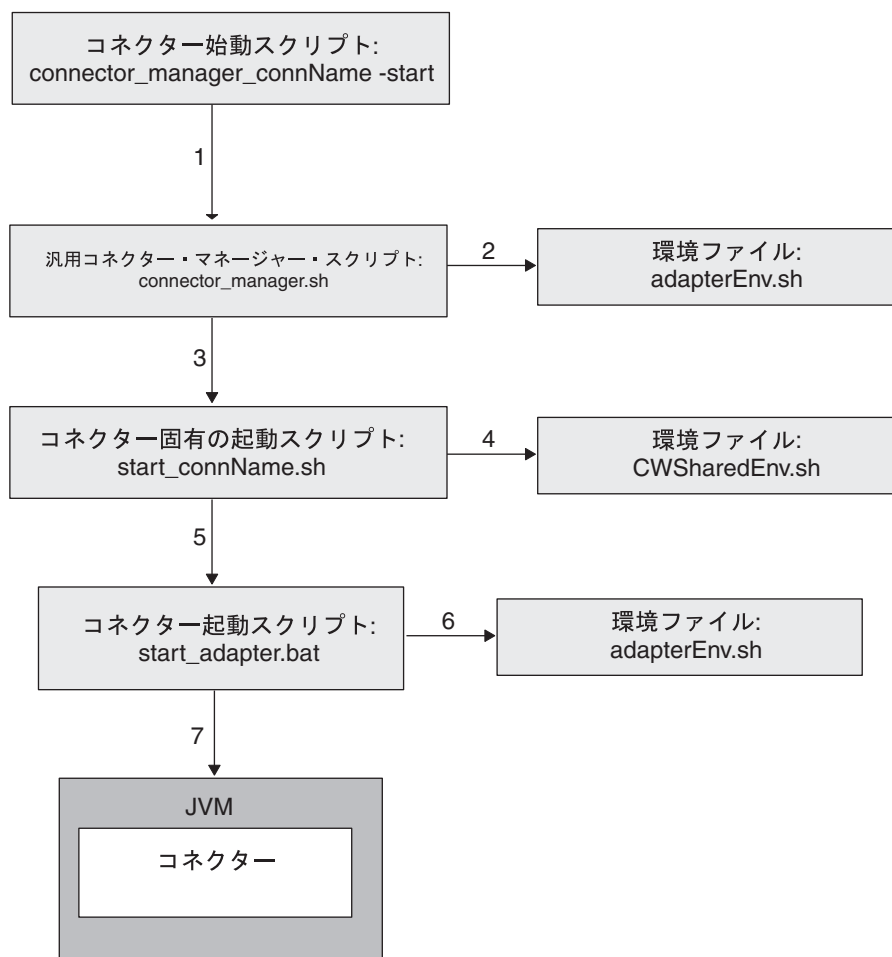 コネクター始動スクリプト:
connector_manager_connName -start
1
汎用コネクター・マネージャー・スクリプト:
connector_manager.sh
2
環境ファイル:
adapterEnv.sh
3
コネクター固有の起動スクリプト:
start_connName.sh
4
環境ファイル:
CWSharedEnv.sh
5
コネクター起動スクリプト:
start_adapter.bat
6
環境ファイル:
adapterEnv.sh
7
JVM
コネクター